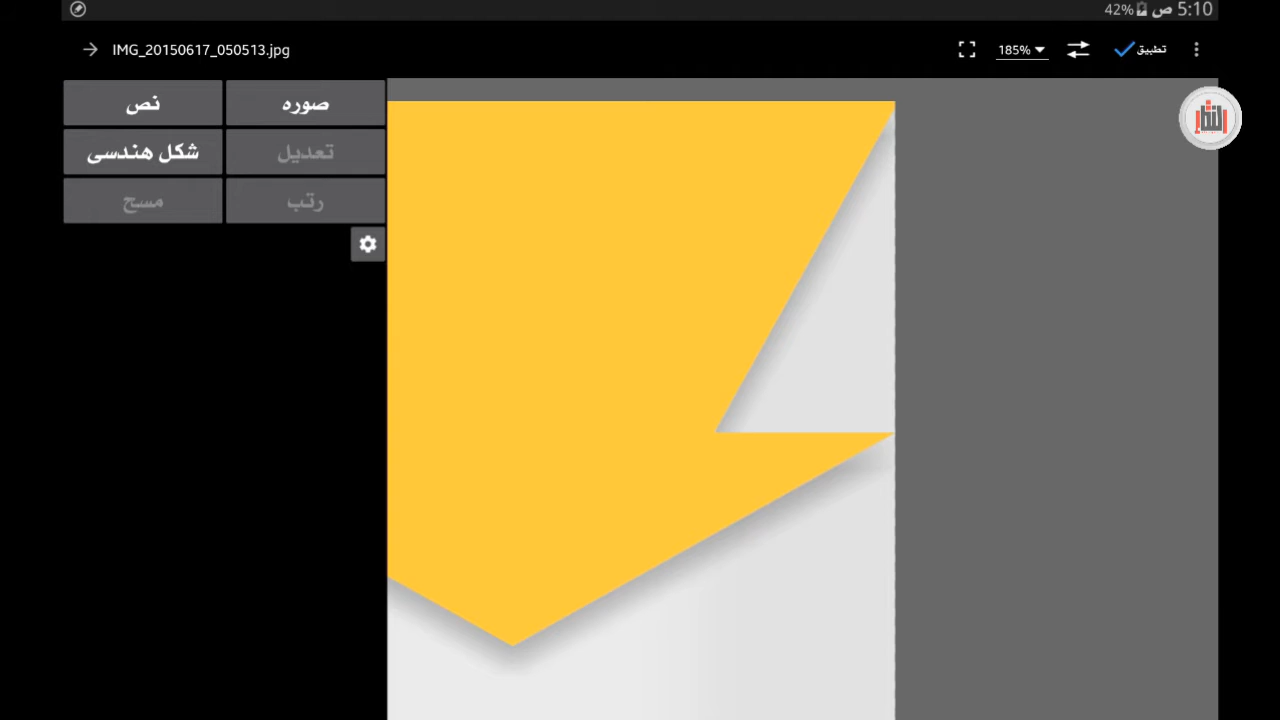 42% 5:10 ص
IMG_20150617_050513.jpg
185%
تطبيق
نص
صوره
شكل هندسى
تعديل
مسح
رتب